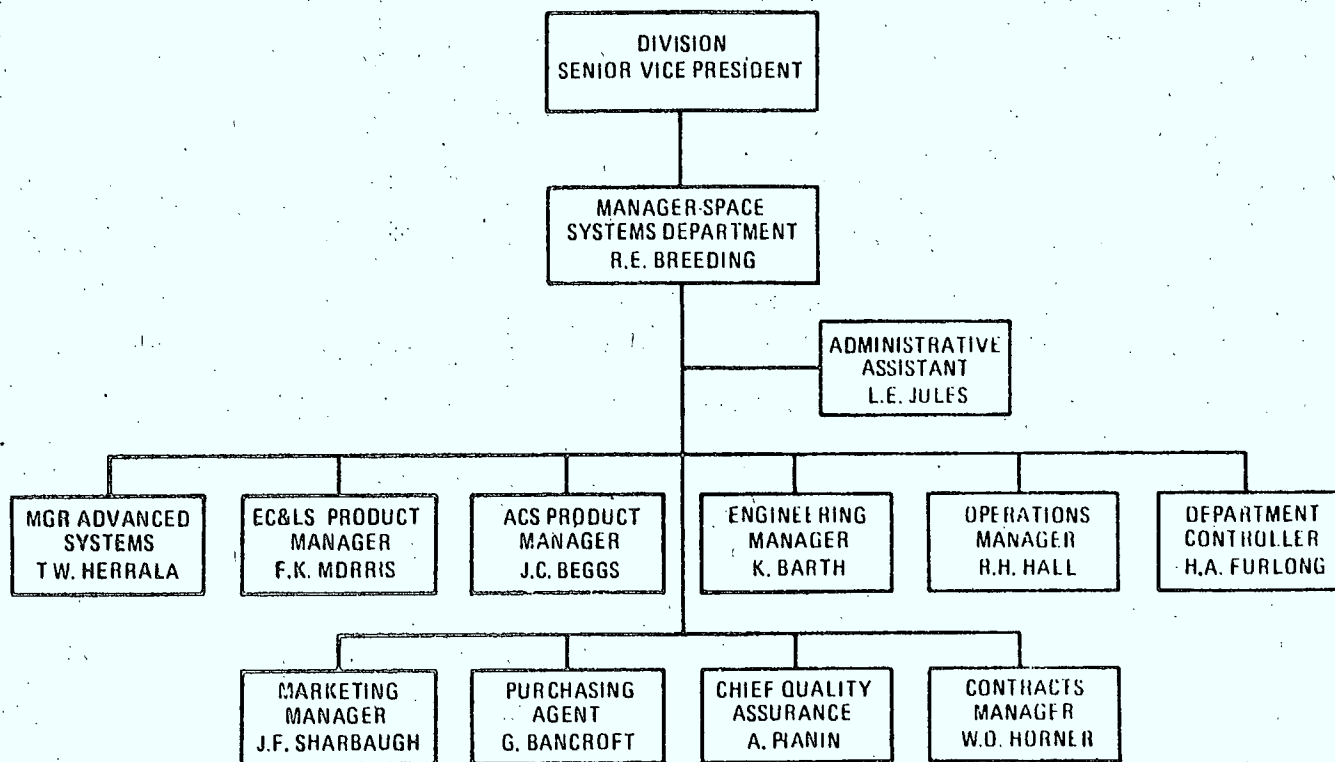 DIVISION
SENIOR VICE PRESIDENT
MANAGER-SPACE
SYSTEMS DEPARTMENT
R.E. BREEDING
ADMINISTRATIVE
ASSISTANT
L.E. JULES
MGR ADVANCED
SYSTEMS
T W. HERRALA
EC&LS PRODUCT
MANAGER
F.K. MORRIS
ACS PRODUCT
MANAGER
J.C. BEGGS
ENGINEERING
MANAGER
K. BARTH
OPERATIONS
MANAGER
R.H. HALL
DEPARTMENT
CONTROLLER
H.A. FURLONG
MARKETING
MANAGER
J.F. SHARBAUGH
PURCHASING
AGENT
G. BANCROFT
CHIEF QUALITY
ASSURANCE
A. PIANIN
CONTRACTS
MANAGER
W.O. HORNER